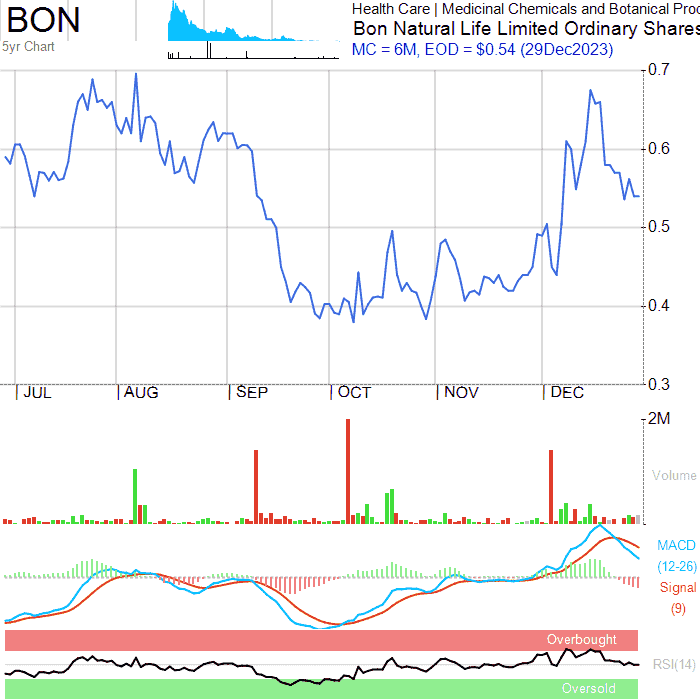 BON
5yr Chart
Health Care | Medicinal Chemicals and Botanical Proc
Bon Natural Life Limited Ordinary Shares
MC = 6M, EOD = $0.54 (29Dec2023)
0.7
0.6
0.5
0.4
0.3
JUL AUG SEP OCT NOV DEC
2M
Volume
MACD
(12-26)
Signal
(9)
Overbought
RSI(14)
Oversold